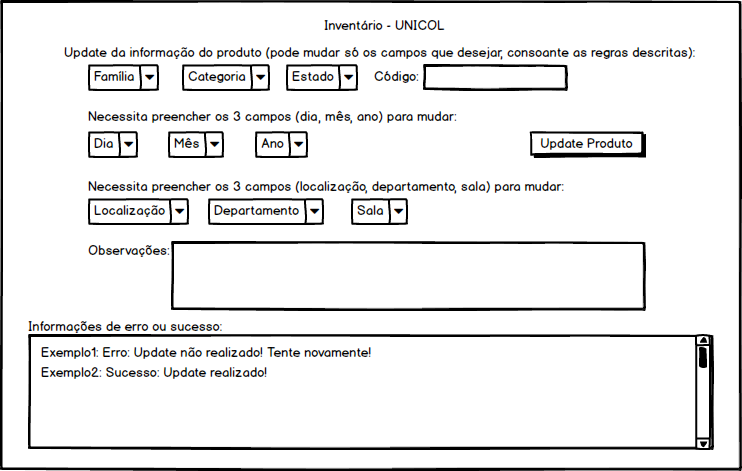 Inventário - UNICOL
Update da informação do produto (pode mudar só os campos que desejar, consoante as regras descritas):
Família Categoria Estado Código:
Necessita preencher os 3 campos (dia, mês, ano) para mudar:
Dia Mês Ano Update Produto
Necessita preencher os 3 campos (localização, departamento, sala) para mudar:
Localização Departamento Sala
Observações:
Informações de erro ou sucesso:
Exemplo1: Erro: Update não realizado! Tente novamente!
Exemplo2: Sucesso: Update realizado!